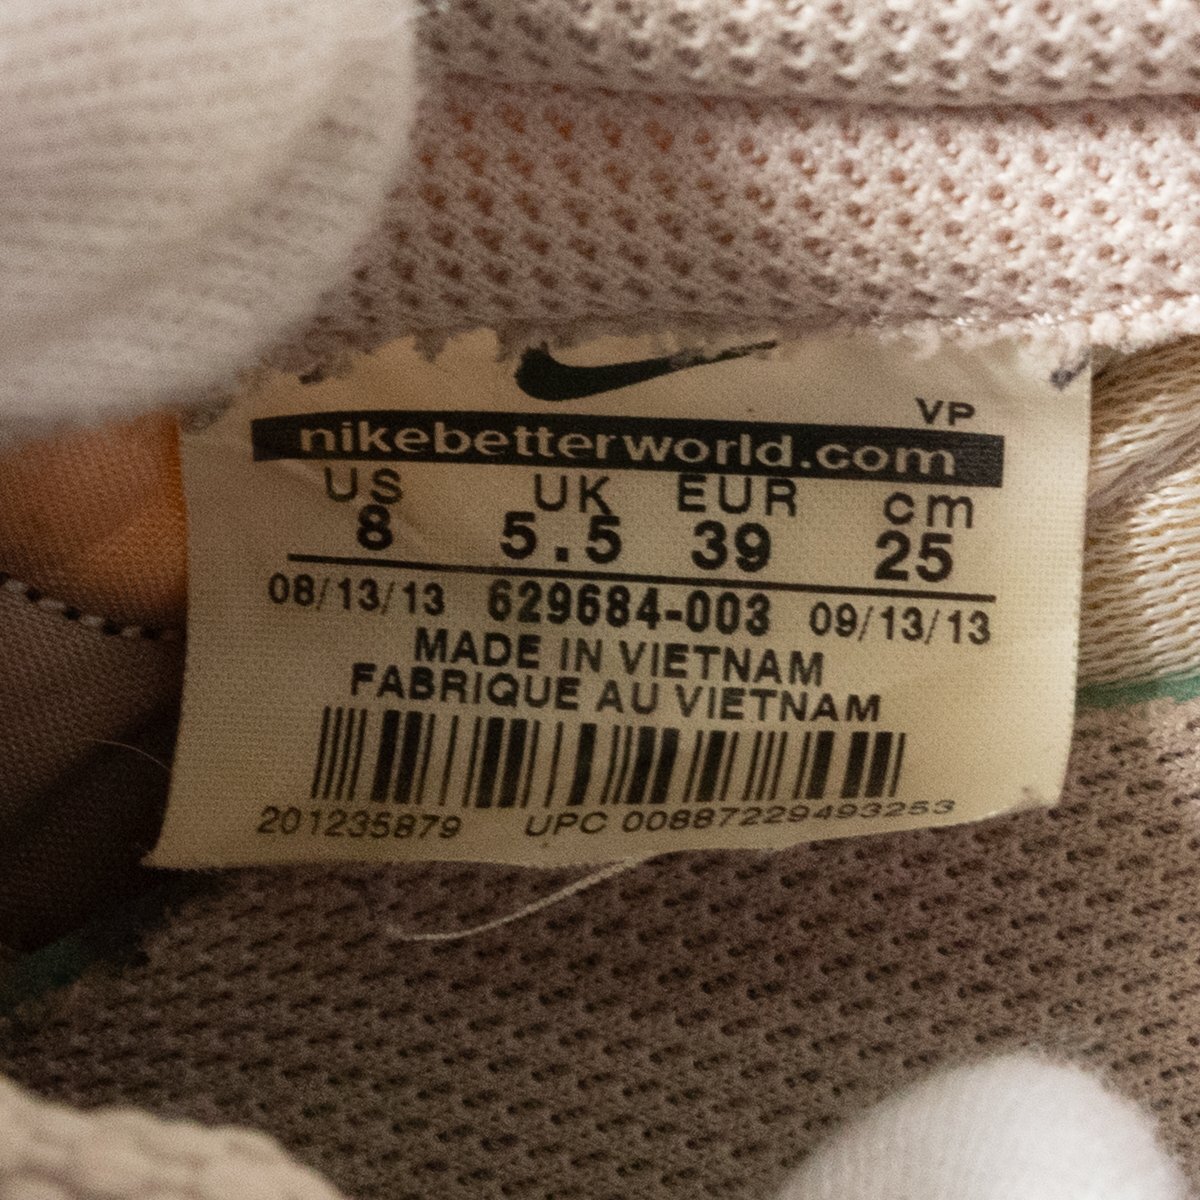 VP
nikebetterworld.com
US UK EUR cm
8 5.5 39 25
08/13/13 629684-003 09/13/13
MADE IN VIETNAM
FABRIQUE AU VIETNAM
201235879 UPC 00887229493253